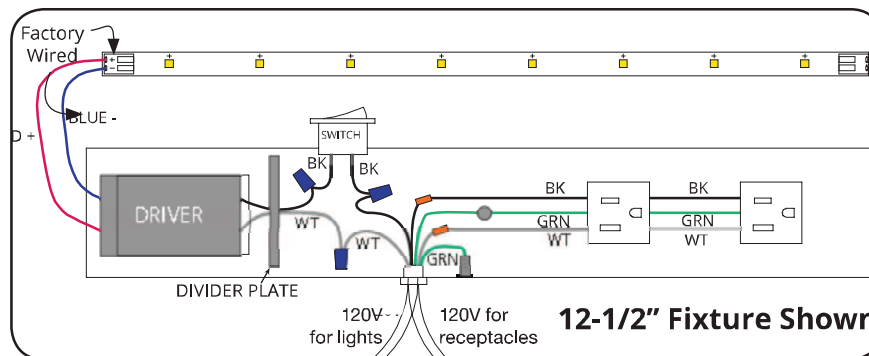 Factory
Wired
+
-
+
+
+
+
+
+
+
+
BLUE -
D +
SWITCH
BK
BK
BK
BK
DRIVER
GRN
GRN
WT
WT
WT
WT
GRN
DIVIDER PLATE
120V
for lights
120V for
receptacles
12-1/2” Fixture Shown